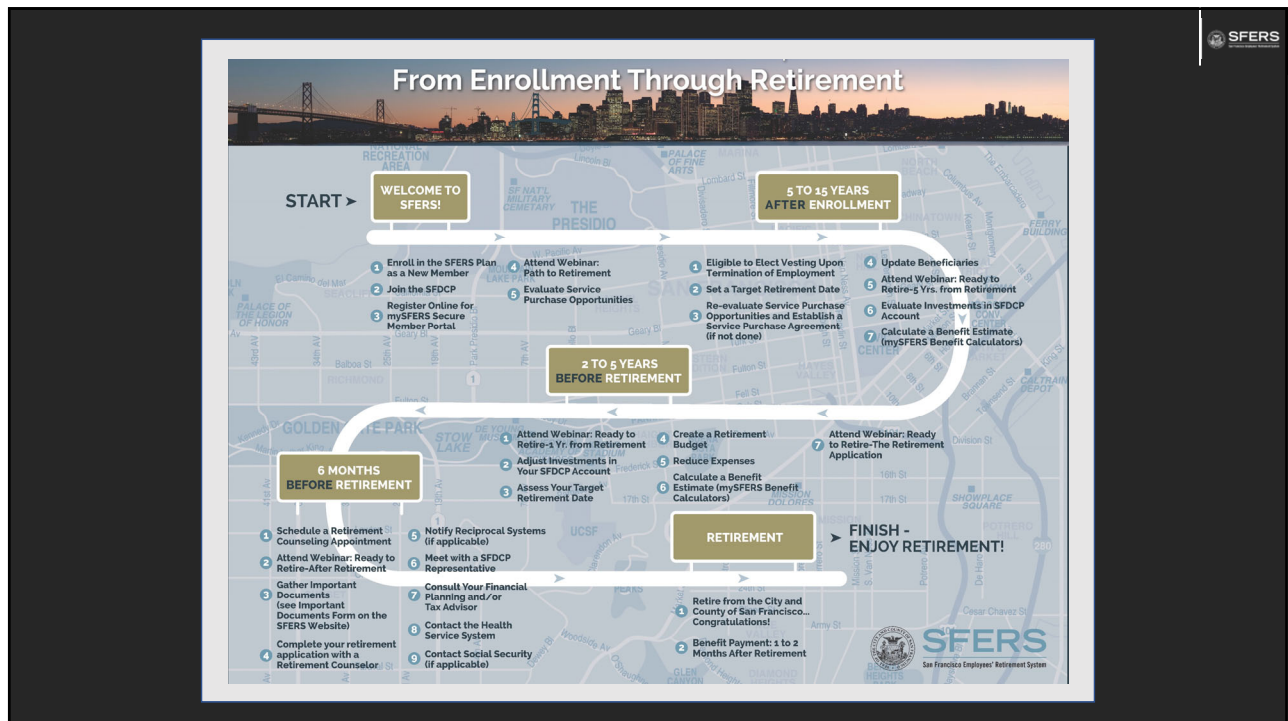 SFERS
From Enrollment Through Retirement
START
WELCOME TO
SFERS!
1 Enroll in the SFERS Plan
as a New Member
2 Join the SFDCP
3 Register Online for
mySFERS Secure
Member Portal
4 Attend Webinar:
Path to Retirement
5 Evaluate Service
Purchase Opportunities
5 TO 15 YEARS
AFTER ENROLLMENT
1 Eligible to Elect Vesting Upon
Termination of Employment
2 Set a Target Retirement Date
3 Re-evaluate Service Purchase
Opportunities and Establish a
Service Purchase Agreement
(if not done)
4 Update Beneficiaries
5 Attend Webinar: Ready to
Retire-5 Yrs. from Retirement
6 Evaluate Investments in SFDCP
Account
7 Calculate a Benefit Estimate
(mySFERS Benefit Calculators)
2 TO 5 YEARS
BEFORE RETIREMENT
1 Attend Webinar: Ready to
Retire-1 Yr. from Retirement
2 Adjust Investments in
Your SFDCP Account
3 Assess Your Target
Retirement Date
4 Create a Retirement
Budget
5 Reduce Expenses
6 Calculate a Benefit
Estimate (mySFERS Benefit
Calculators)
7 Attend Webinar: Ready
to Retire-The Retirement
Application
6 MONTHS
BEFORE RETIREMENT
1 Schedule a Retirement
Counseling Appointment
2 Attend Webinar: Ready to
Retire-After Retirement
3 Gather Important
Documents
(see Important
Documents Form on the
SFERS Website)
4 Complete your retirement
application with a
Retirement Counselor
5 Notify Reciprocal Systems
(if applicable)
6 Meet with a SFDCP
Representative
7 Consult Your Financial
Planning and/or
Tax Advisor
8 Contact the Health
Service System
9 Contact Social Security
(if applicable)
RETIREMENT
1 Retire from the City and
County of San Francisco...
Congratulations!
2 Benefit Payment: 1 to 2
Months After Retirement
FINISH -
ENJOY RETIREMENT!
SFERS
San Francisco Employees' Retirement System